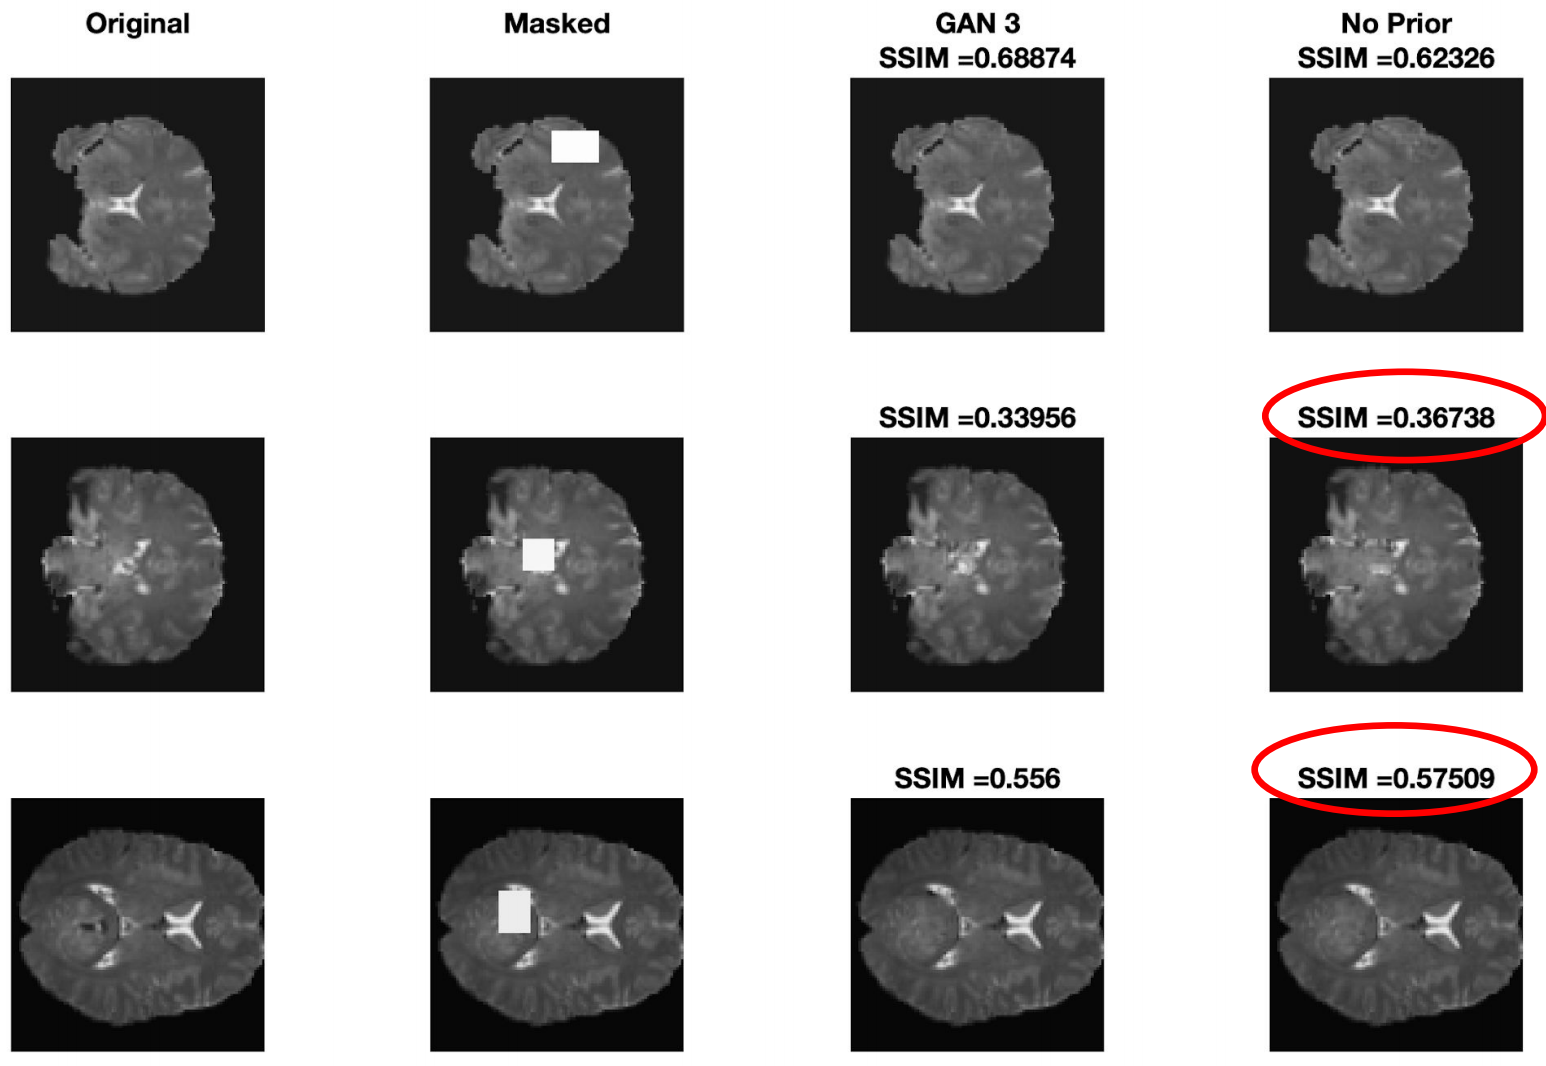 Original
Masked
GAN 3
SSIM =0.68874
No Prior
SSIM =0.62326
SSIM =0.33956
SSIM =0.36738
SSIM =0.556
SSIM =0.57509